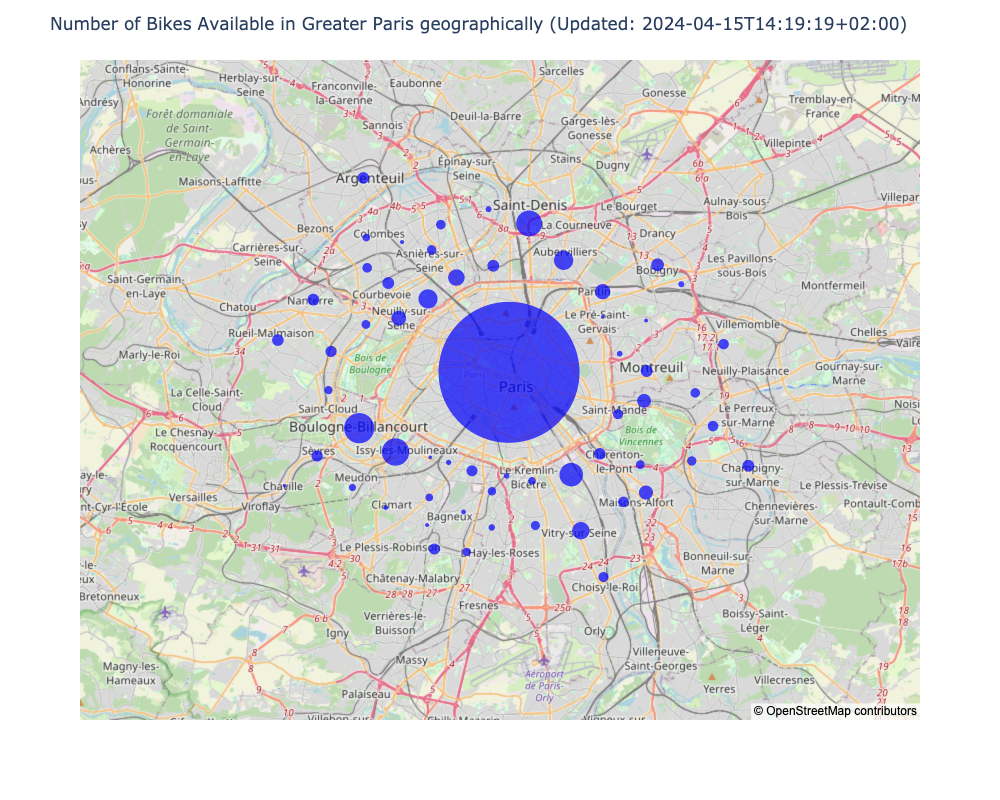 Number of Bikes Available in Greater Paris geographically (Updated: 2024-04-15T14:19:19+02:00)
Conflans-Sainte-
Honorine
Herblay-sur-
Seine
Franconville-
la-Garenne
Eaubonne
Sarcelles
Gonesse
Andrésy
Forêt domaniale
de Saint-
Germain-
en-Laye
Sannois
Deuil-la-Barre
Garges-lès-
Gonesse
Tremblay-en-
France
Mitry-M
Achères
Maisons-Laffitte
Argenteuil
Épinay-sur-
Seine
Stains
Dugny
Villepinte
Saint-Denis
Le Bourget
Aulnay-sous-
Bois
Villepar
Bezons
Colombes
La Courneuve
Drancy
Carrières-sur-
Seine
Asnières-sur-
Seine
Aubervilliers
Bobigny
Les Pavillons-
sous-Bois
Saint-Germain-
en-Laye
Montfermeil
Chatou
Nanterre
Courbevoie
Neuilly-sur-
Seine
Pantin
Le Pré-Saint-
Gervais
Villemomble
Chelles
Vaire
Rueil-Malmaison
Marly-le-Roi
Bois de
Boulogne
Paris
Montreuil
Neuilly-Plaisance
Gournay-sur-
Marne
La Celle-Saint-
Cloud
Saint-Cloud
Saint-Mandé
Le Perreux-
sur-Marne
Noisi
Le Chesnay-
Rocquencourt
Boulogne-Billancourt
Bois de
Vincennes
Sèvres
Issy-les-Moulineaux
Le Kremlin-
Bicêtre
Charenton-
le-Pont
Champigny-
sur-Marne
Le Plessis-Trévise
Pontault-Comb
Versailles
Viroflay
Chaville
Meudon
Clamart
Bagneux
Maisons-Alfort
Chennevières-
sur-Marne
nt-Cyr-l'École
Vitry-sur-Seine
Le Plessis-Robinson
L'Haÿ-les-Roses
Bonneuil-sur-
Marne
Bretonneux
Châtenay-Malabry
Choisy-le-Roi
Fresnes
Verrières-le-
Buisson
Igny
Orly
Boissy-Saint-
Léger
Magny-les-
Hameaux
Massy
Aéroport
de Paris-
Orly
Villeneuve-
Saint-Georges
Palaiseau
Yerres
Villecresnes
© OpenStreetMap contributors